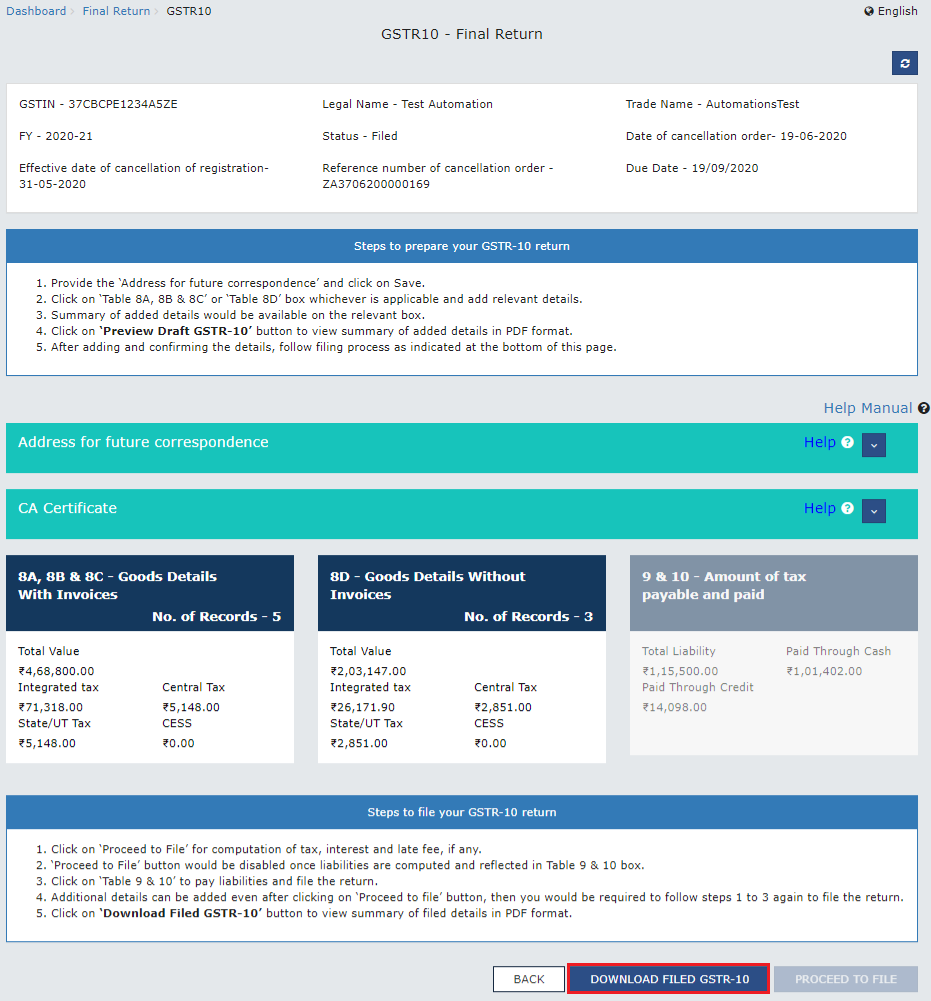 Dashboard› Final Return› GSTR10
English
GSTR10 - Final Return
GSTIN - 37CBCPE1234A5ZE
Legal Name - Test Automation
Trade Name - AutomationsTest
FY - 2020-21
Status - Filed
Date of cancellation order- 19-06-2020
Effective date of cancellation of registration-
31-05-2020
Reference number of cancellation order -
ZA3706200000169
Due Date - 19/09/2020
Steps to prepare your GSTR-10 return
1. Provide the ‘Address for future correspondence’ and click on Save.
2. Click on ‘Table 8A, 8B & 8C’ or ‘Table 8D’ box whichever is applicable and add relevant details.
3. Summary of added details would be available on the relevant box.
4. Click on ‘Preview Draft GSTR-10’ button to view summary of added details in PDF format.
5. After adding and confirming the details, follow filing process as indicated at the bottom of this page.
Help Manual ?
Address for future correspondence
Help ?
CA Certificate
Help ?
8A, 8B & 8C - Goods Details
With Invoices
No. of Records - 5
Total Value
₹4,68,800.00
Integrated tax Central Tax
₹71,318.00 ₹5,148.00
State/UT Tax CESS
₹5,148.00 ₹0.00
8D - Goods Details Without
Invoices
No. of Records - 3
Total Value
₹2,03,147.00
Integrated tax Central Tax
₹26,171.90 ₹2,851.00
State/UT Tax CESS
₹2,851.00 ₹0.00
9 & 10 - Amount of tax
payable and paid
Total Liability Paid Through Cash
₹1,15,500.00 ₹1,01,402.00
Paid Through Credit
₹14,098.00
Steps to file your GSTR-10 return
1. Click on ‘Proceed to File’ for computation of tax, interest and late fee, if any.
2. ‘Proceed to File’ button would be disabled once liabilities are computed and reflected in Table 9 & 10 box.
3. Click on ‘Table 9 & 10’ to pay liabilities and file the return.
4. Additional details can be added even after clicking on ‘Proceed to file’ button, then you would be required to follow steps 1 to 3 again to file the return.
5. Click on ‘Download Filed GSTR-10’ button to view summary of filed details in PDF format.
BACK
DOWNLOAD FILED GSTR-10
PROCEED TO FILE